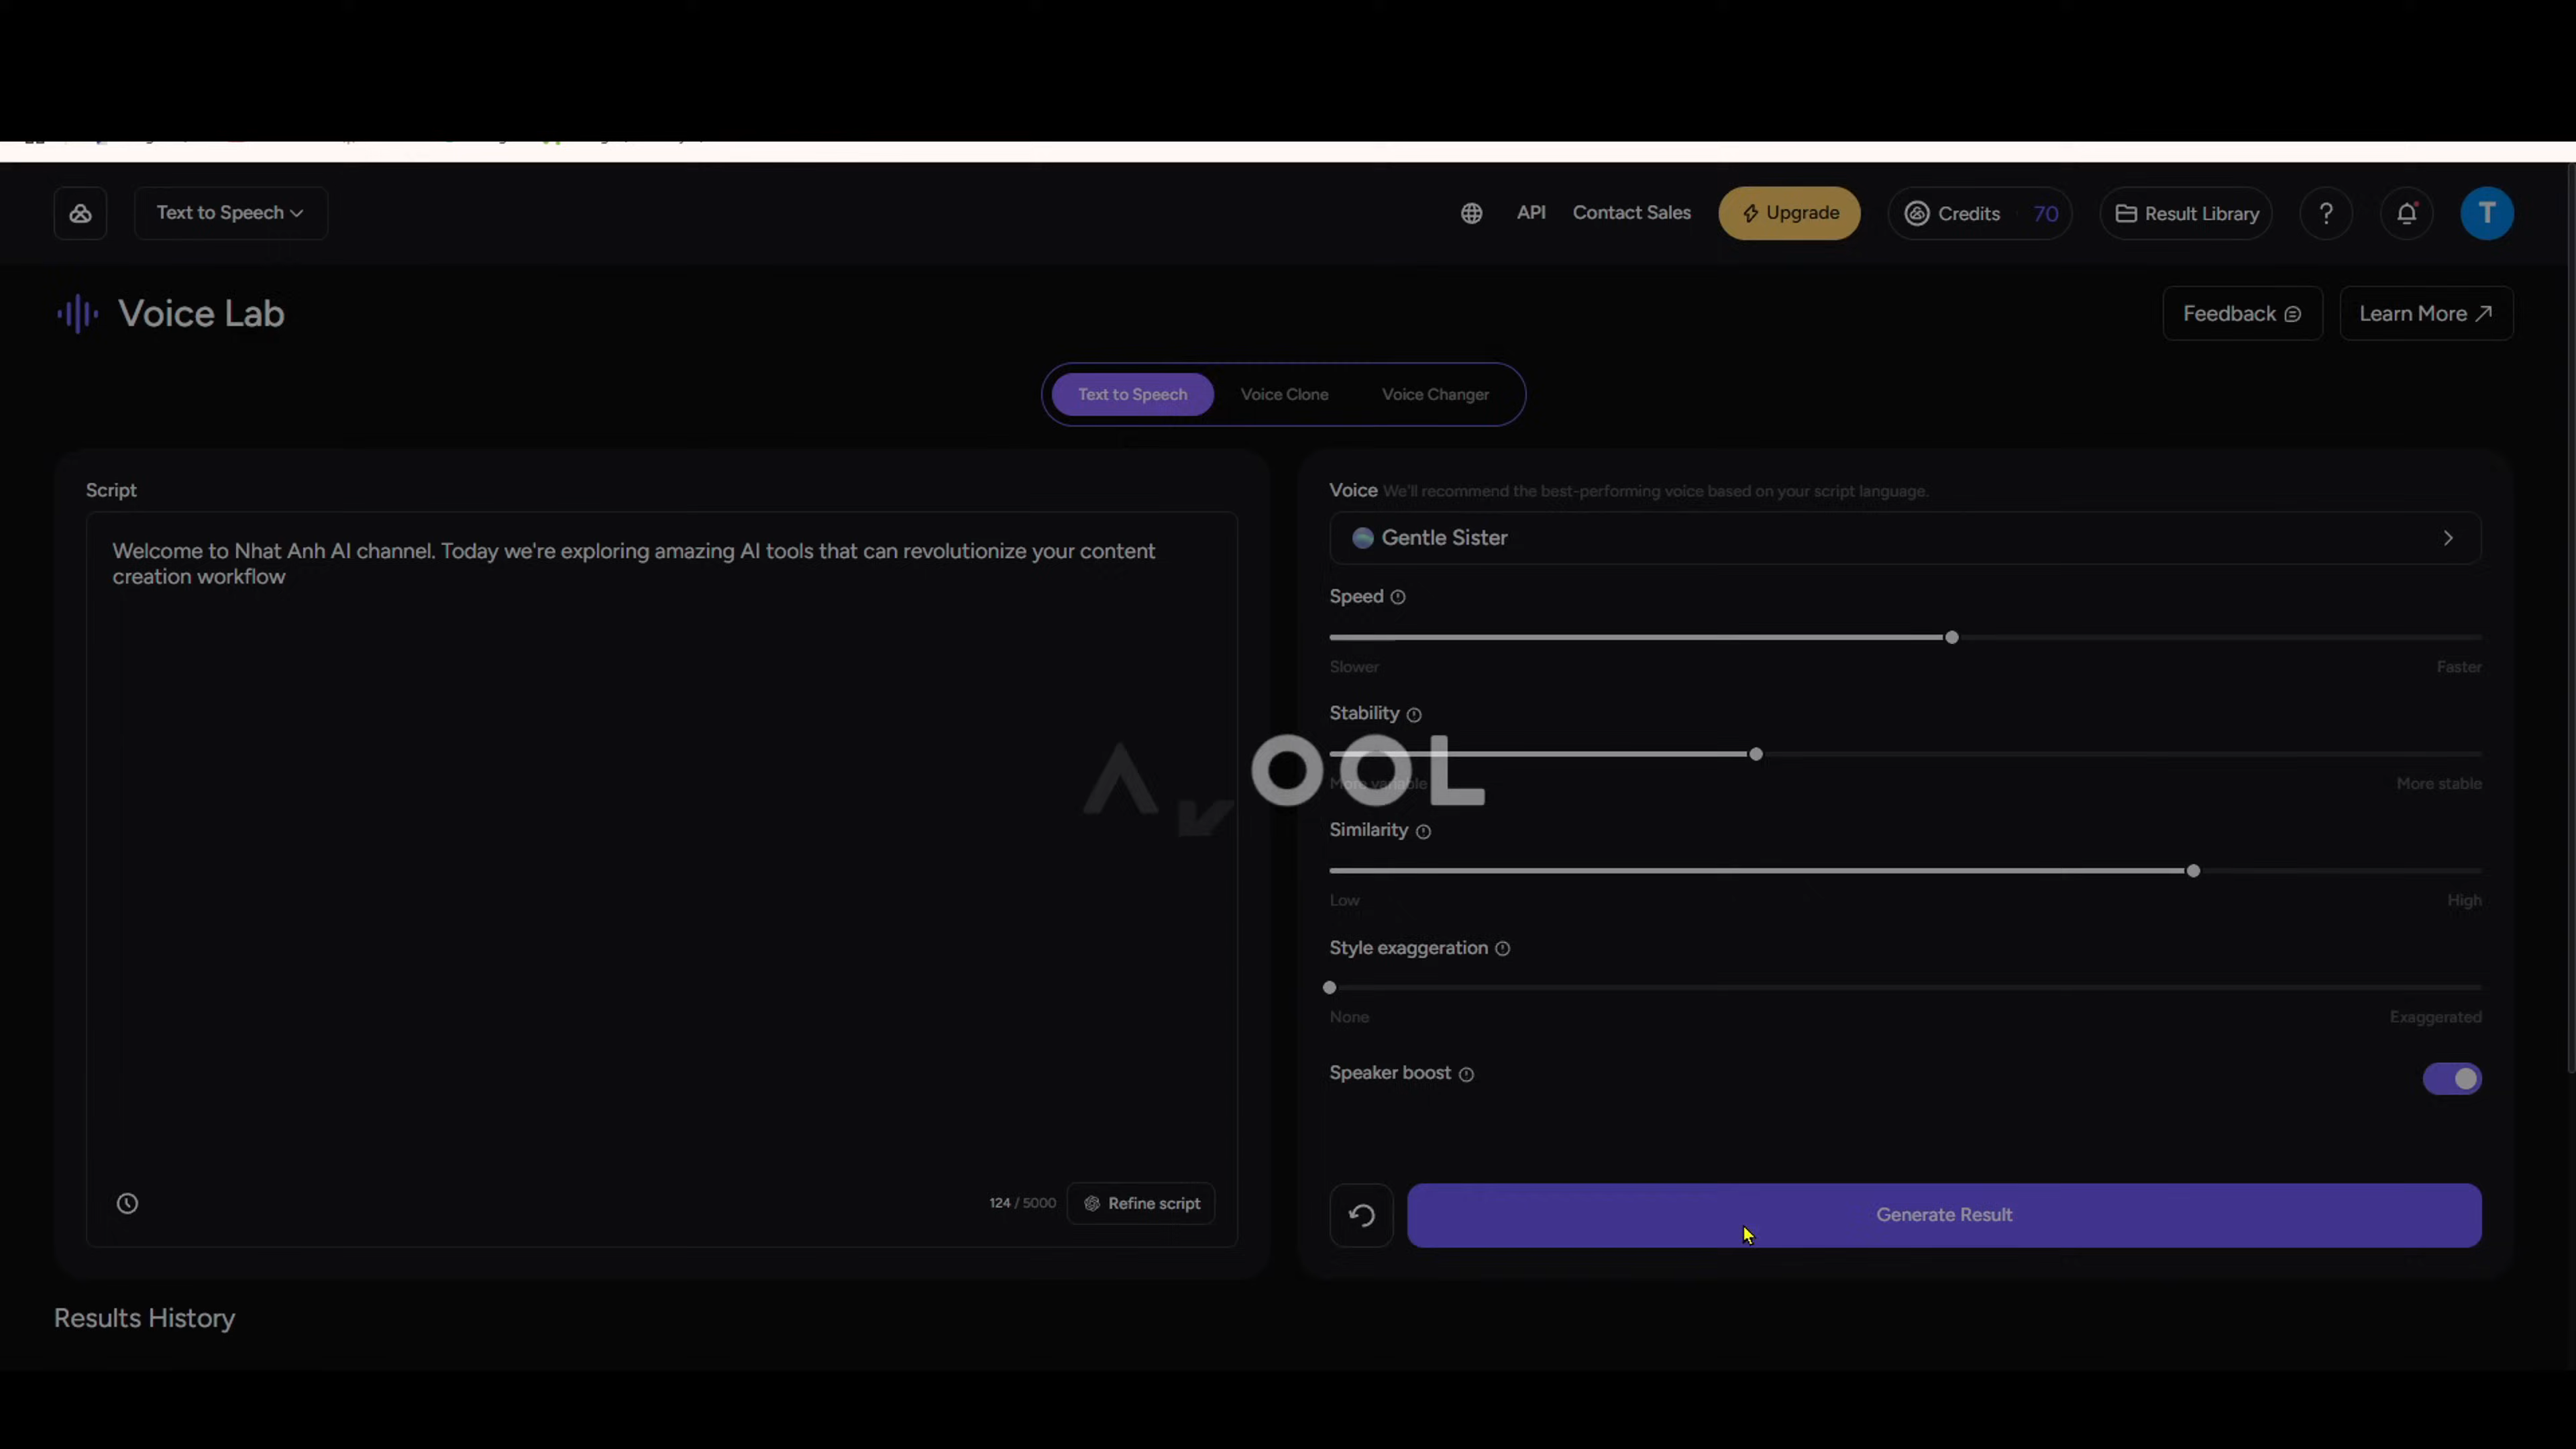 Text to Speech
API
Contact Sales
Upgrade
Credits 70
Result Library
?
T
Voice Lab
Feedback
Learn More
Text to Speech
Voice Clone
Voice Changer
Script
Welcome to Nhat Anh AI channel. Today we're exploring amazing AI tools that can revolutionize your content
creation workflow
124 / 5000
Refine script
Voice We'll recommend the best-performing voice based on your script language.
Gentle Sister
Speed
Slower
Faster
Stability
More variable
More stable
Similarity
Low
High
Style exaggeration
None
Exaggerated
Speaker boost
Generate Result
OOL
Results History